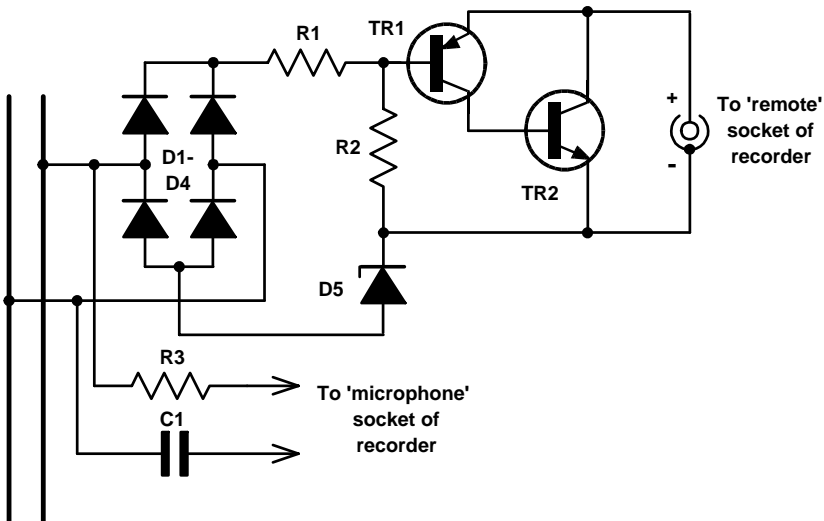 R1
TR1
+
To 'remote'
socket of
recorder
-
D1-
D4
R2
TR2
D5
R3
To 'microphone'
socket of
recorder
C1